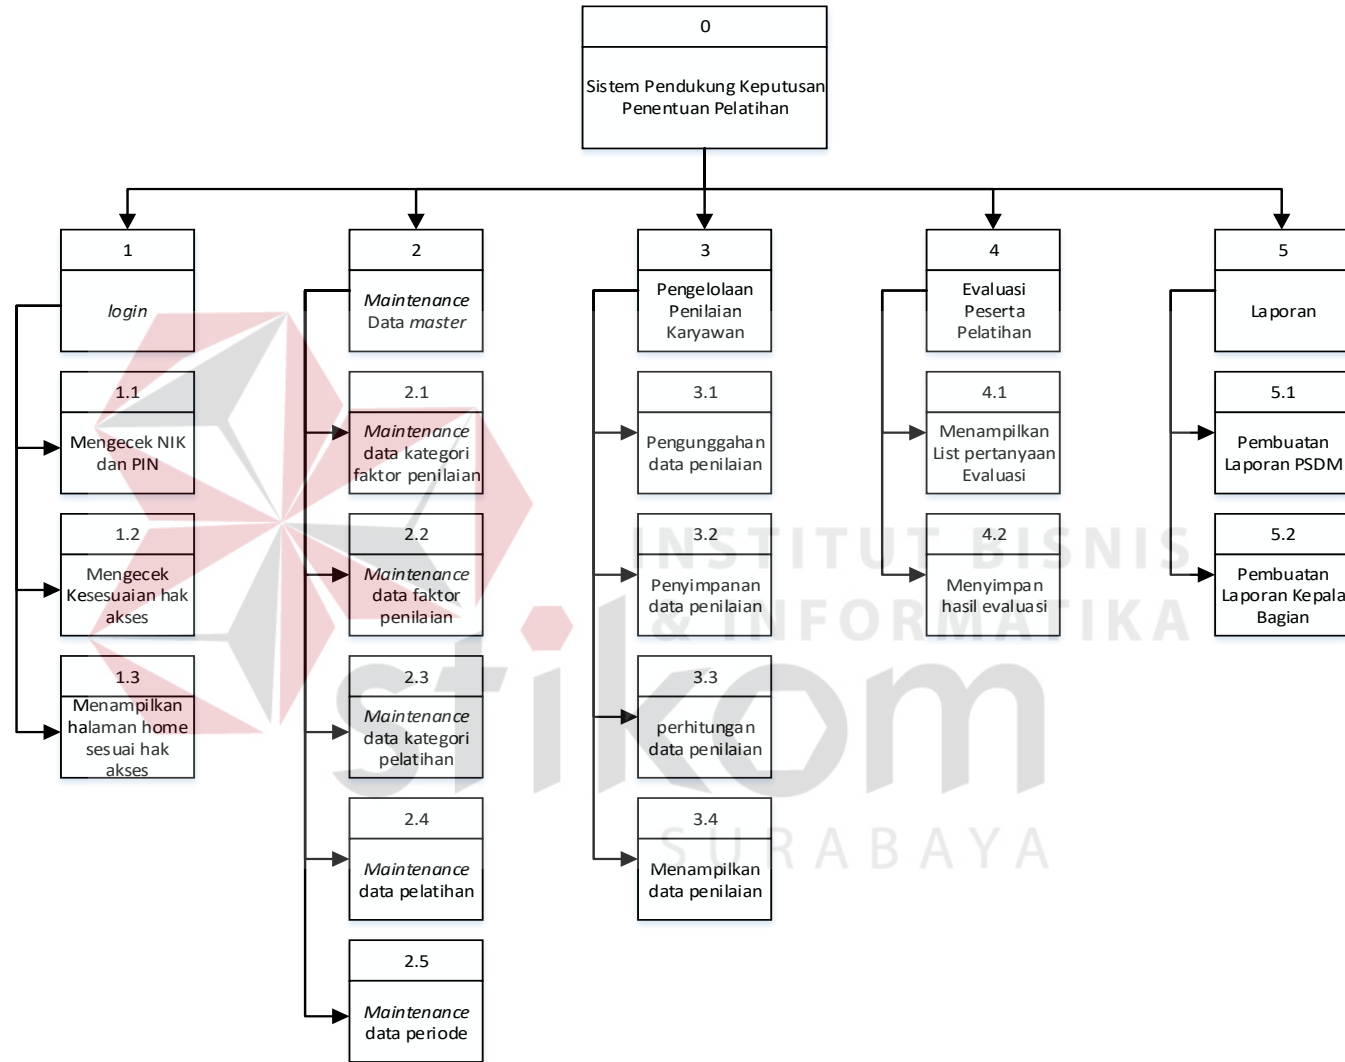 0
Sistem Pendukung Keputusan
Penentuan Pelatihan
1
login
1.1
Mengecek NIK
dan PIN
1.2
Mengecek
Kesesuaian hak
akses
1.3
Menampilkan
halaman home
sesuai hak
akses
2
Maintenance
Data master
2.1
Maintenance
data kategori
faktor penilaian
2.2
Maintenance
data faktor
penilaian
2.3
Maintenance
data kategori
pelatihan
2.4
Maintenance
data pelatihan
2.5
Maintenance
data periode
3
Pengelolaan
Penilaian
Karyawan
3.1
Pengunggahan
data penilaian
3.2
Penyimpanan
data penilaian
3.3
perhitungan
data penilaian
3.4
Menampilkan
data penilaian
4
Evaluasi
Peserta
Pelatihan
4.1
Menampilkan
List pertanyaan
Evaluasi
4.2
Menyimpan
hasil evaluasi
5
Laporan
5.1
Pembuatan
Laporan PSDM
5.2
Pembuatan
Laporan Kepala
Bagian
INSTITUT BISNIS
& INFORMATIKA
stikom
SURABAYA